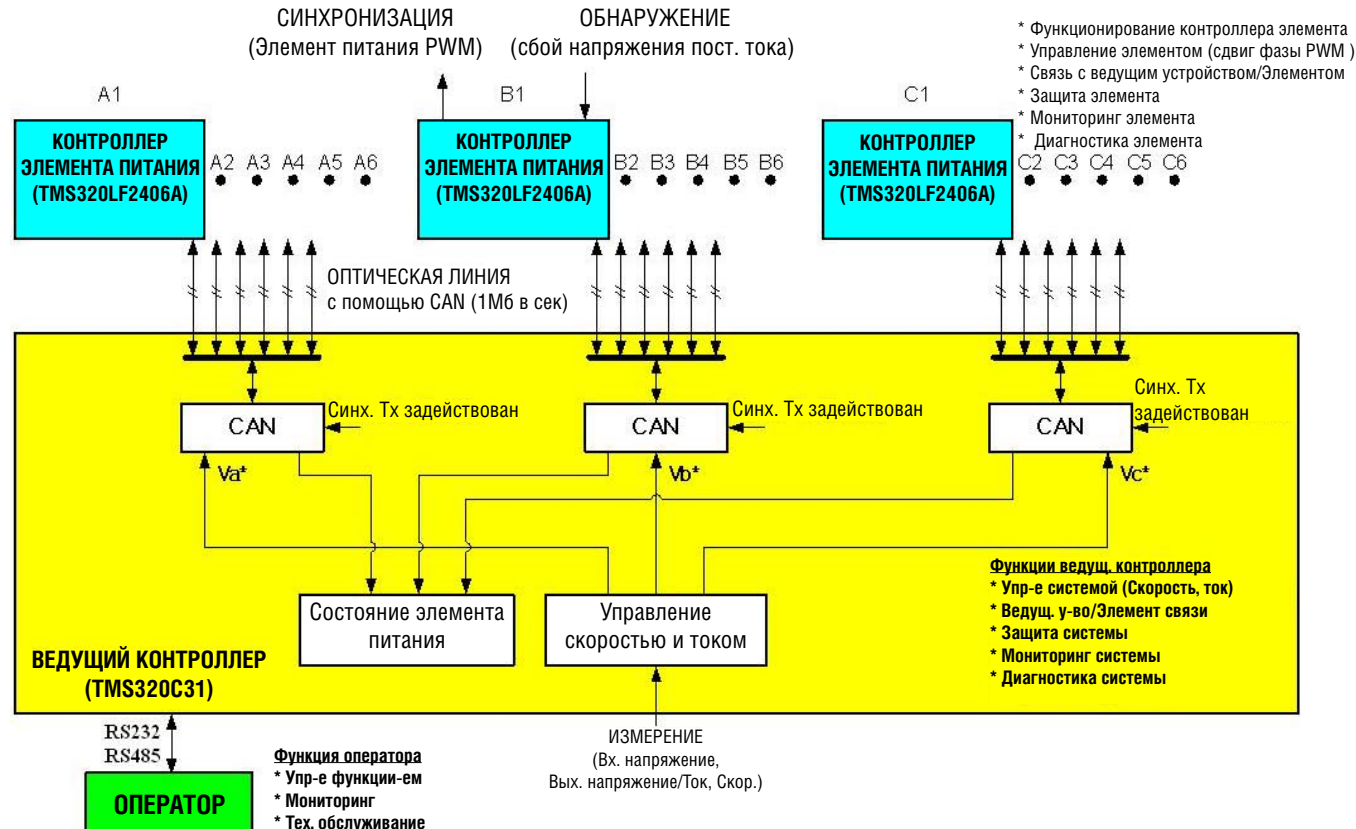 СИНХРОНИЗАЦИЯ
(Элемент питания PWM)
ОБНАРУЖЕНИЕ
(сбой напряжения пост. тока)
* Функционирование контроллера элемента
* Управление элементом (сдвиг фазы PWM )
* Связь с ведущим устройством/Элементом
* Защита элемента
* Мониторинг элемента
* Диагностика элемента
A1
B1
C1
КОНТРОЛЛЕР
ЭЛЕМЕНТА ПИТАНИЯ
(TMS320LF2406A)
A2 A3 A4 A5 A6
КОНТРОЛЛЕР
ЭЛЕМЕНТА ПИТАНИЯ
(TMS320LF2406A)
B2 B3 B4 B5 B6
КОНТРОЛЛЕР
ЭЛЕМЕНТА ПИТАНИЯ
(TMS320LF2406A)
C2 C3 C4 C5 C6
ОПТИЧЕСКАЯ ЛИНИЯ
с помощью CAN (1Мб в сек)
CAN
Синх. Тх задействован
CAN
Синх. Тх задействован
CAN
Синх. Тх
задействован
Va*
Vb*
Vc*
Состояние элемента
питания
Управление
скоростью и током
Функции ведущ. контроллера
* Упр-е системой (Скорость, ток)
* Ведущ. у-во/Элемент связи
* Защита системы
* Мониторинг системы
* Диагностика системы
ВЕДУЩИЙ КОНТРОЛЛЕР
(TMS320C31)
RS232
RS485
ИЗМЕРЕНИЕ
(Вх. напряжение,
Вых. напряжение/Ток, Скор.)
ОПЕРАТОР
Функция оператора
* Упр-е функции-ем
* Мониторинг
* Тех. обслуживание